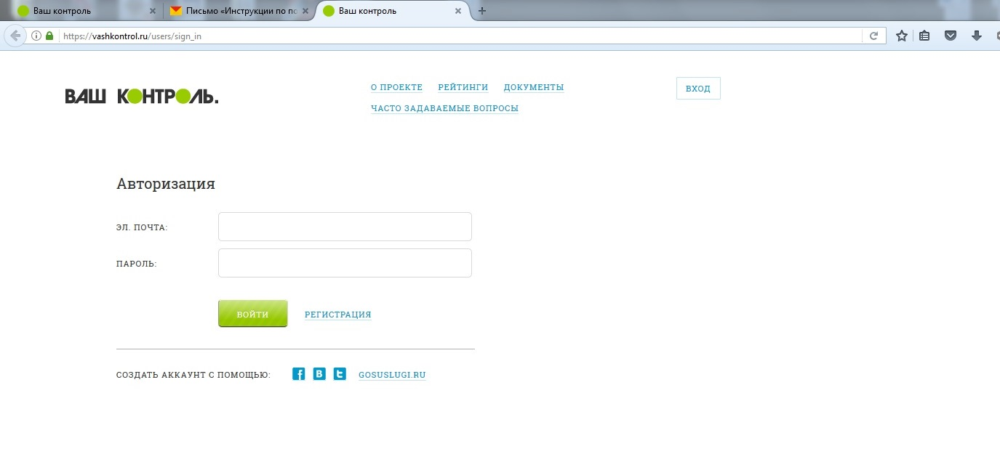 Ваш контроль
Письмо «Инструкции по по
Ваш контроль
https://vashkontrol.ru/users/sign_in
ВАШ КОНТРОЛЬ.
О ПРОЕКТЕ РЕЙТИНГИ ДОКУМЕНТЫ
ЧАСТО ЗАДАВАЕМЫЕ ВОПРОСЫ
ВХОД
Авторизация
ЭЛ. ПОЧТА:
ПАРОЛЬ:
ВОЙТИ РЕГИСТРАЦИЯ
СОЗДАТЬ АККАУНТ С ПОМОЩЬЮ: GOSUSLUGI.RU